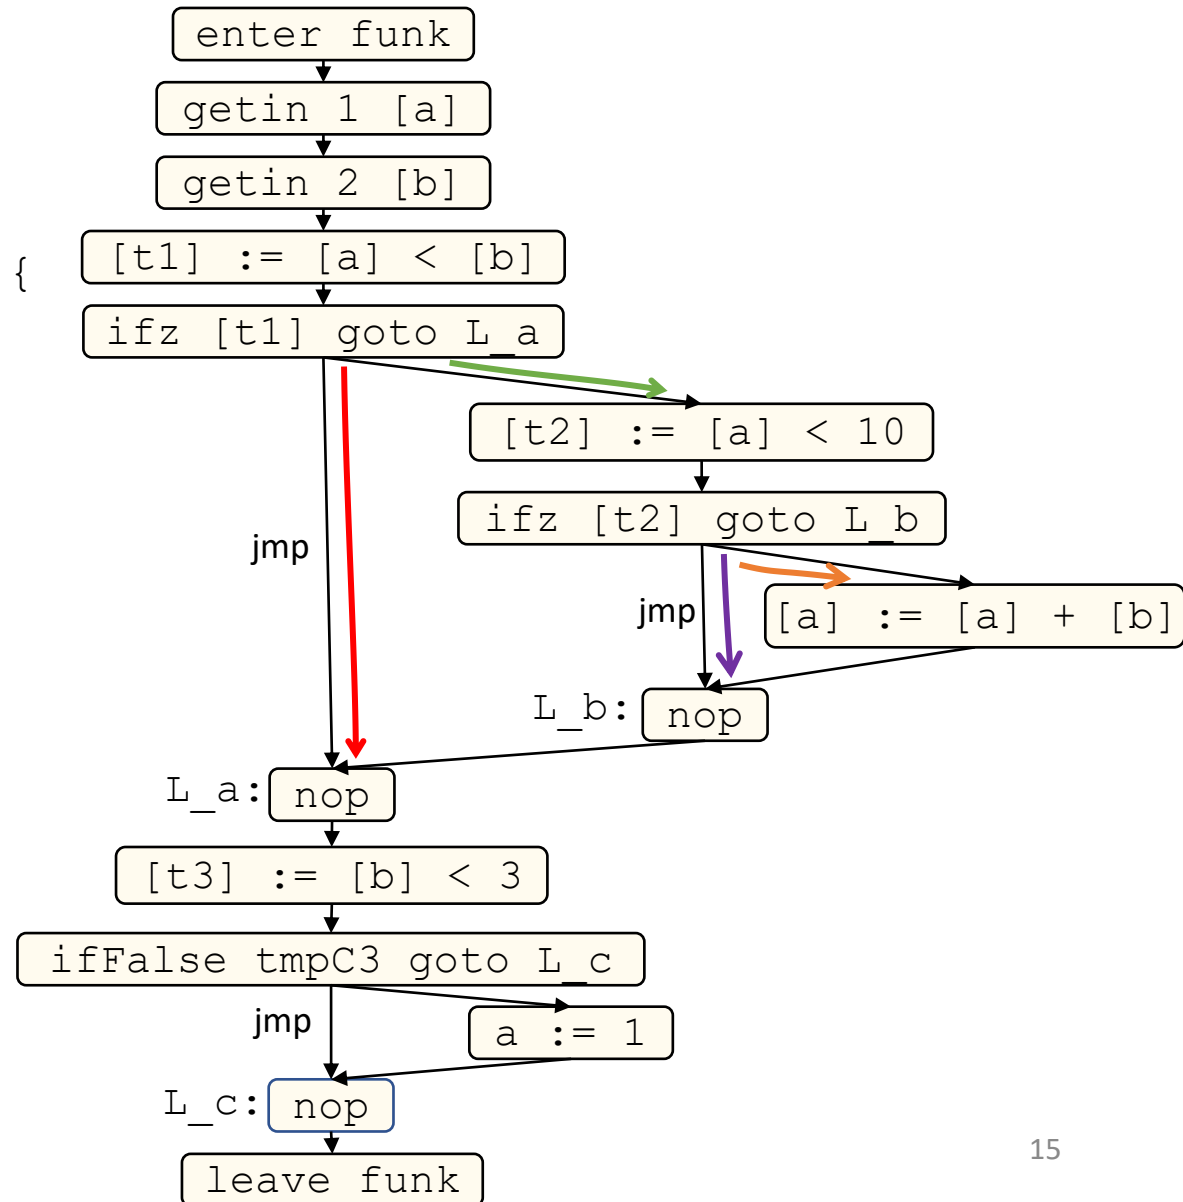 enter funk
getin 1 [a]
getin 2 [b]
{
[t1] := [a] < [b]
ifz [t1] goto L_a
[t2] := [a] < 10
ifz [t2] goto L_b
jmp
jmp
[a] := [a] + [b]
L_b: nop
L_a: nop
[t3] := [b] < 3
ifFalse tmpC3 goto L_c
jmp
a := 1
L_c: nop
leave funk
15